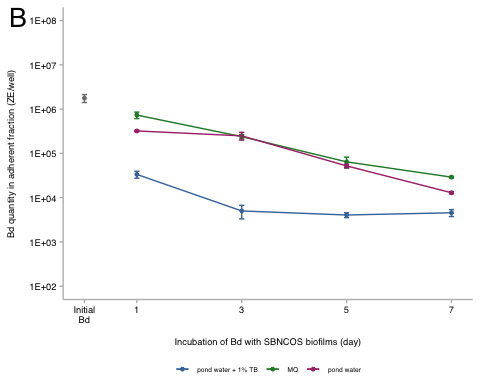 B
Bd quantity in adherent fraction (ZE/well)
1E+08
1E+07
1E+06
1E+05
1E+04
1E+03
1E+02
Initial
Bd
1
3
5
7
Incubation of Bd with SBNCOS biofilms (day)
pond water + 1% TB
MQ
pond water